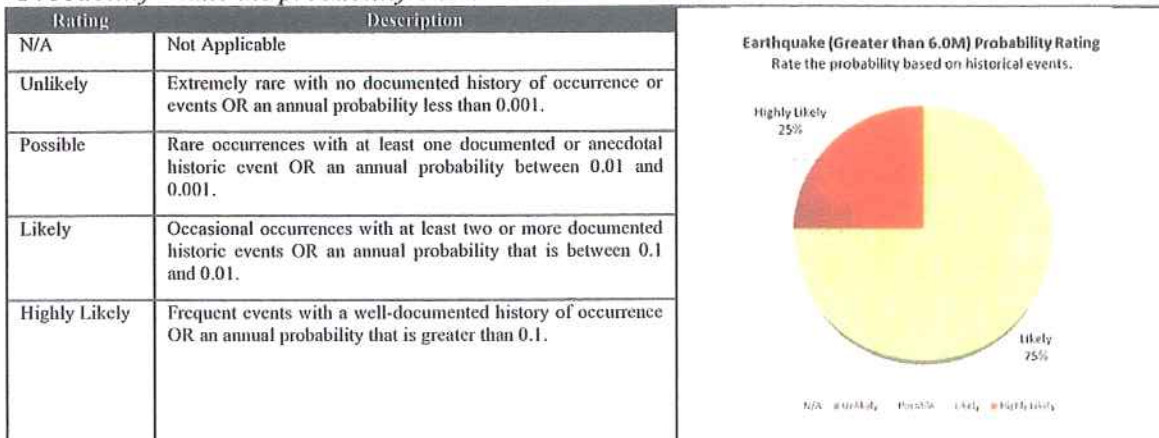 Rating Description
N/A Not Applicable
Unlikely Extremely rare with no documented history of occurrence or
events OR an annual probability less than 0.001.
Possible Rare occurrences with at least one documented or anecdotal
historic event OR an annual probability between 0.01 and
0.001.
Likely Occasional occurrences with at least two or more documented
historic events OR an annual probability that is between 0.1
and 0.01.
Highly Likely Frequent events with a well-documented history of occurrence
OR an annual probability that is greater than 0.1.
Earthquake (Greater than 6.0M) Probability Rating
Rate the probability based on historical events.
Highly Likely
25%
Likely
75%
N/A Unlikely Possible Likely Highly Likely